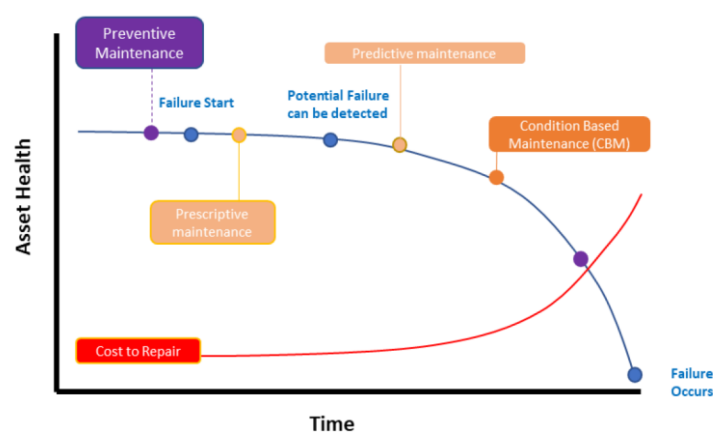 Preventive
Maintenance
Predictive maintenance
Failure Start
Potential Failure
can be detected
Condition Based
Maintenance (CBM)
Prescriptive
maintenance
Asset Health
Cost to Repair
Failure
Occurs
Time